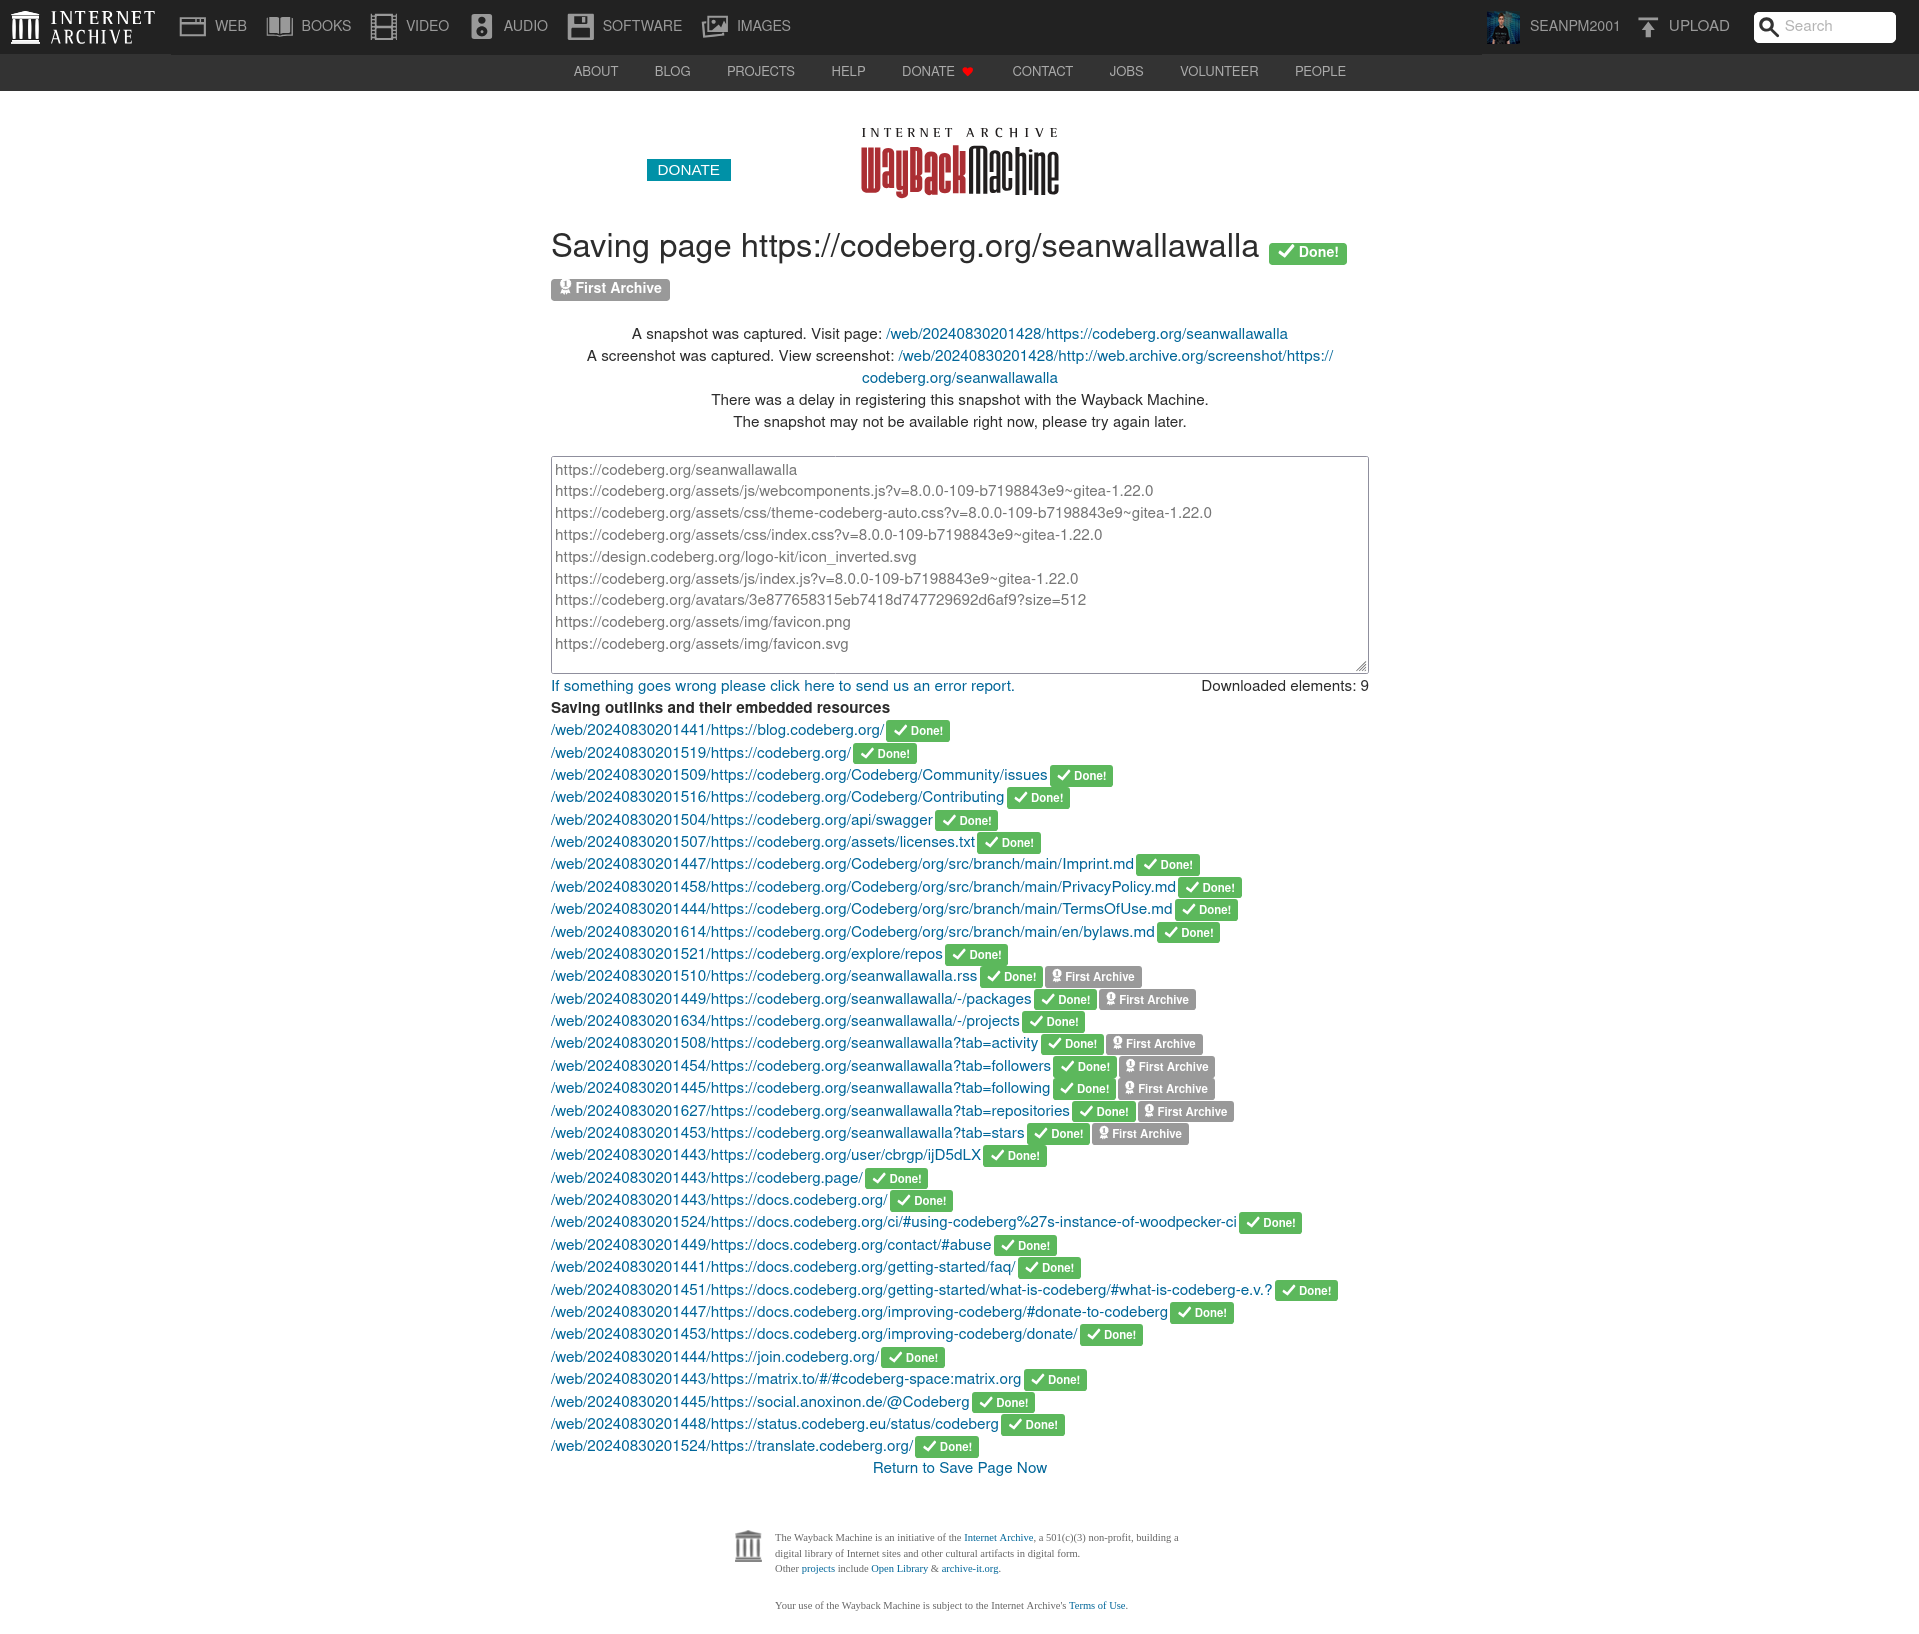 INTERNET ARCHIVE
WEB BOOKS VIDEO AUDIO SOFTWARE IMAGES SEANPM2001 UPLOAD Search
ABOUT BLOG PROJECTS HELP DONATE CONTACT JOBS VOLUNTEER PEOPLE
INTERNET ARCHIVE
DONATE WayBackMachine
Saving page https://codeberg.org/seanwallawalla Done!
First Archive
A snapshot was captured. Visit page: /web/20240830201428/https://codeberg.org/seanwallawalla
A screenshot was captured. View screenshot: /web/20240830201428/http://web.archive.org/screenshot/https://
codeberg.org/seanwallawalla
There was a delay in registering this snapshot with the Wayback Machine.
The snapshot may not be available right now, please try again later.
https://codeberg.org/seanwallawalla
https://codeberg.org/assets/js/webcomponents.js?v=8.0.0-109-b7198843e9~gitea-1.22.0
https://codeberg.org/assets/css/theme-codeberg-auto.css?v=8.0.0-109-b7198843e9~gitea-1.22.0
https://codeberg.org/assets/css/index.css?v=8.0.0-109-b7198843e9~gitea-1.22.0
https://design.codeberg.org/logo-kit/icon_inverted.svg
https://codeberg.org/assets/js/index.js?v=8.0.0-109-b7198843e9~gitea-1.22.0
https://codeberg.org/avatars/3e877658315eb7418d747729692d6af9?size=512
https://codeberg.org/assets/img/favicon.png
https://codeberg.org/assets/img/favicon.svg
If something goes wrong please click here to send us an error report. Downloaded elements: 9
Saving outlinks and their embedded resources
/web/20240830201441/https://blog.codeberg.org/ Done!
/web/20240830201519/https://codeberg.org/ Done!
/web/20240830201509/https://codeberg.org/Codeberg/Community/issues Done!
/web/20240830201516/https://codeberg.org/Codeberg/Contributing Done!
/web/20240830201504/https://codeberg.org/api/swagger Done!
/web/20240830201507/https://codeberg.org/assets/licenses.txt Done!
/web/20240830201447/https://codeberg.org/Codeberg/org/src/branch/main/Imprint.md Done!
/web/20240830201458/https://codeberg.org/Codeberg/org/src/branch/main/PrivacyPolicy.md Done!
/web/20240830201444/https://codeberg.org/Codeberg/org/src/branch/main/TermsOfUse.md Done!
/web/20240830201614/https://codeberg.org/Codeberg/org/src/branch/main/en/bylaws.md Done!
/web/20240830201521/https://codeberg.org/explore/repos Done!
/web/20240830201510/https://codeberg.org/seanwallawalla.rss Done! First Archive
/web/20240830201449/https://codeberg.org/seanwallawalla/-/packages Done! First Archive
/web/20240830201634/https://codeberg.org/seanwallawalla/-/projects Done!
/web/20240830201508/https://codeberg.org/seanwallawalla?tab=activity Done! First Archive
/web/20240830201454/https://codeberg.org/seanwallawalla?tab=followers Done! First Archive
/web/20240830201445/https://codeberg.org/seanwallawalla?tab=following Done! First Archive
/web/20240830201627/https://codeberg.org/seanwallawalla?tab=repositories Done! First Archive
/web/20240830201453/https://codeberg.org/seanwallawalla?tab=stars Done! First Archive
/web/20240830201443/https://codeberg.org/user/cbrgp/ijD5dLX Done!
/web/20240830201443/https://codeberg.page/ Done!
/web/20240830201443/https://docs.codeberg.org/ Done!
/web/20240830201524/https://docs.codeberg.org/ci/#using-codeberg%27s-instance-of-woodpecker-ci Done!
/web/20240830201449/https://docs.codeberg.org/contact/#abuse Done!
/web/20240830201441/https://docs.codeberg.org/getting-started/faq/ Done!
/web/20240830201451/https://docs.codeberg.org/getting-started/what-is-codeberg/#what-is-codeberg-e.v.? Done!
/web/20240830201447/https://docs.codeberg.org/improving-codeberg/#donate-to-codeberg Done!
/web/20240830201453/https://docs.codeberg.org/improving-codeberg/donate/ Done!
/web/20240830201444/https://join.codeberg.org/ Done!
/web/20240830201443/https://matrix.to/#/#codeberg-space:matrix.org Done!
/web/20240830201445/https://social.anoxinon.de/@Codeberg Done!
/web/20240830201448/https://status.codeberg.eu/status/codeberg Done!
/web/20240830201524/https://translate.codeberg.org/ Done!
Return to Save Page Now
The Wayback Machine is an initiative of the Internet Archive, a 501(c)(3) non-profit, building a
digital library of Internet sites and other cultural artifacts in digital form.
Other projects include Open Library & archive-it.org.
Your use of the Wayback Machine is subject to the Internet Archive's Terms of Use.